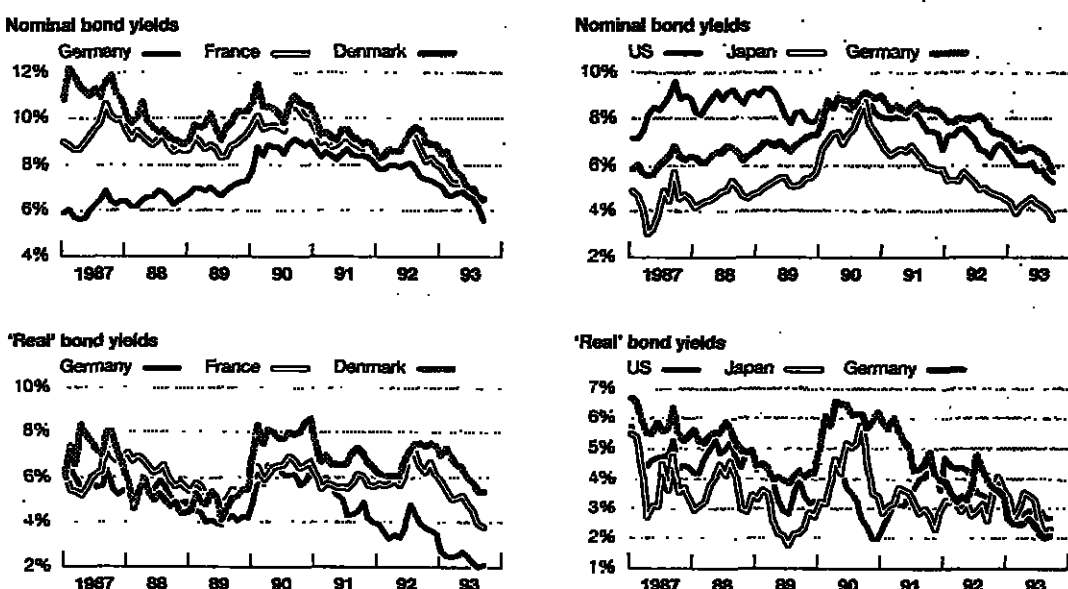 Nominal bond yields
Germany France Denmark
12%
10%
8%
6%
4%
1987 88 89 90 91 92 93
Nominal bond yields
US Japan Germany
10%
8%
6%
4%
2%
1987 88 89 90 91 92 93
'Real' bond yields
Germany France Denmark
10%
8%
6%
4%
2%
1987 88 89 90 91 92 93
'Real' bond yields
US Japan Germany
7%
6%
5%
4%
3%
2%
1%
1987 88 89 90 91 92 93